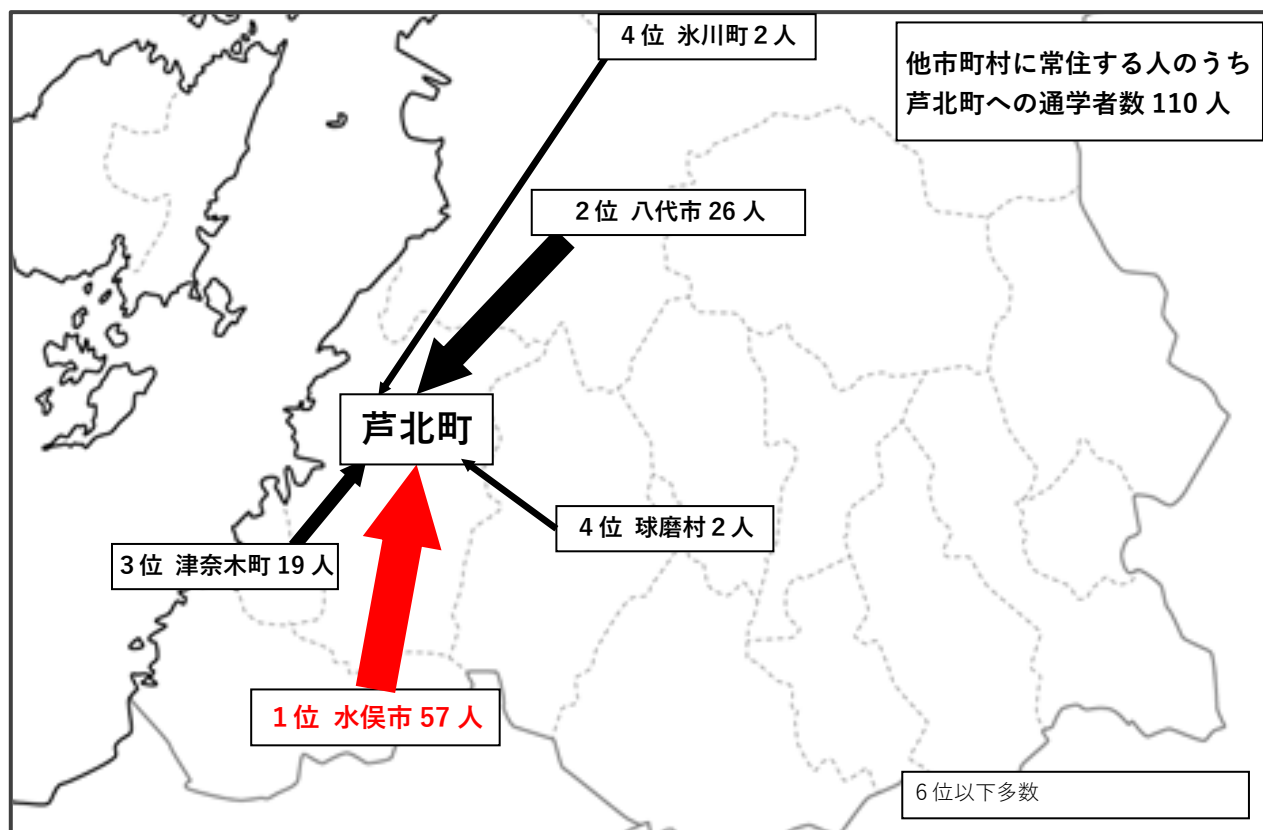 4位 氷川町2人
他市町村に常住する人のうち
芦北町への通学者数 110 人
2位 八代市 26 人
芦北町
4位 球磨村2人
3位 津奈木町 19 人
1位 水俣市 57 人
6位以下多数